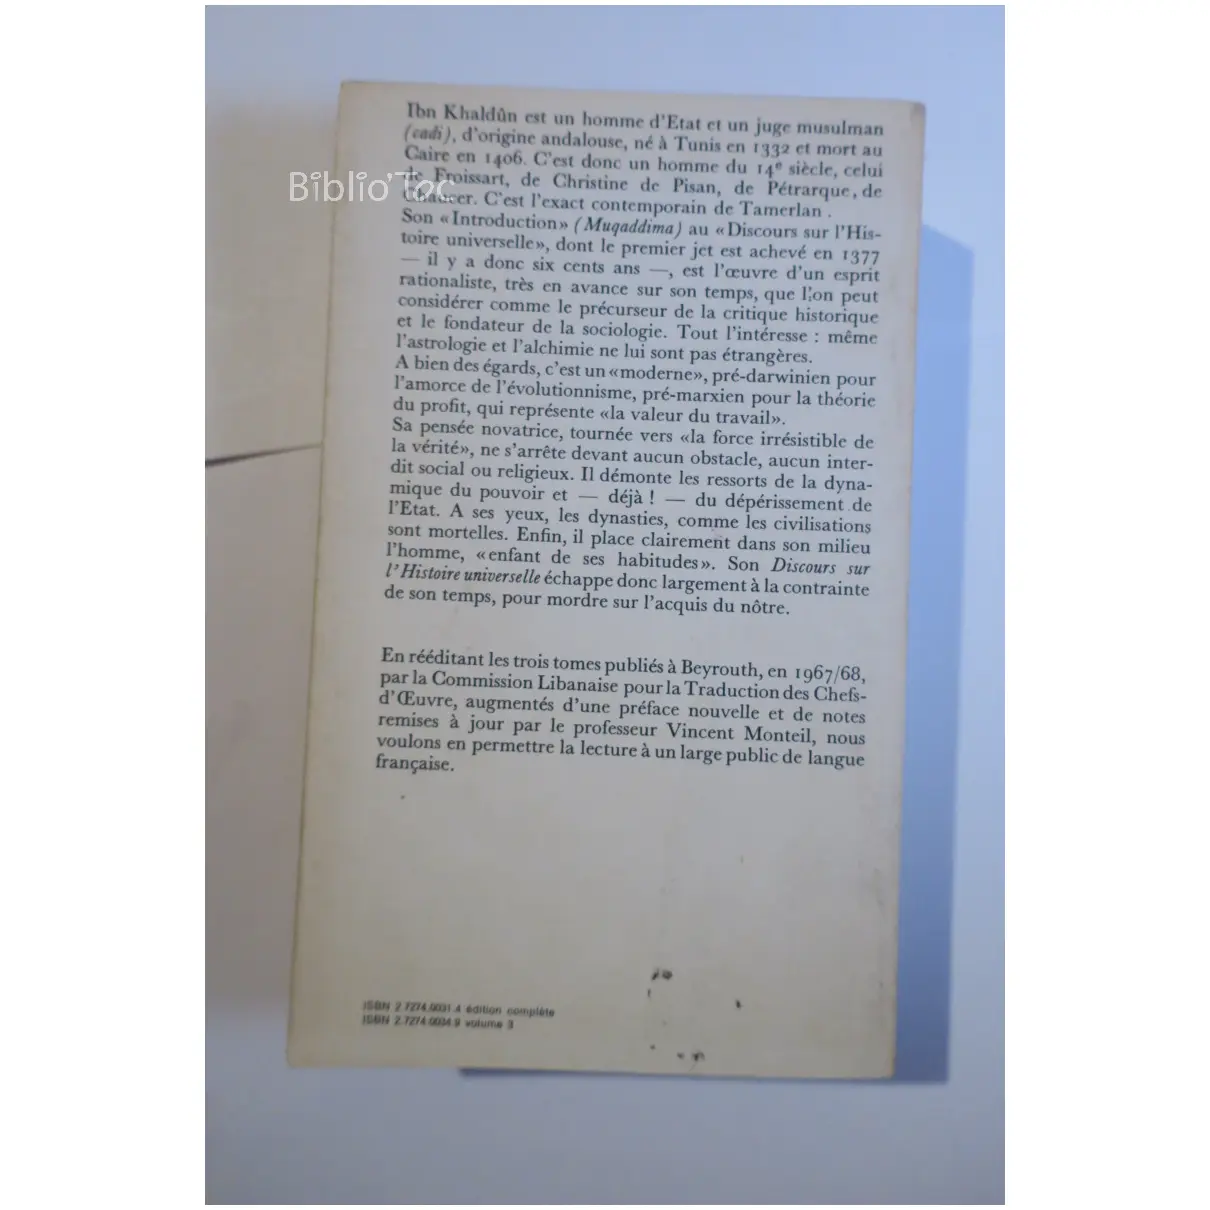 Ibn Khaldûn est un homme d'Etat et un juge musulman
(cadi), d'origine andalouse, né à Tunis en 1332 et mort au
Caire en 1406. C'est donc un homme du 14e siècle, celui
de Froissart, de Christine de Pisan, de Pétrarque, de
Biblio'Tec
Chaucer. C'est l'exact contemporain de Tamerlan .
Son «Introduction» (Muqaddima) au «Discours sur l'His-
toire universelle», dont le premier jet est achevé en 1377
— il y a donc six cents ans —, est l'œuvre d'un esprit
rationaliste, très en avance sur son temps, que l'on peut
considérer comme le précurseur de la critique historique
et le fondateur de la sociologie. Tout l'intéresse : même
l'astrologie et l'alchimie ne lui sont pas étrangères.
A bien des égards, c'est un «moderne», pré-darwinien pour
l'amorce de l'évolutionnisme, pré-marxien pour la théorie
du profit, qui représente «la valeur du travail».
Sa pensée novatrice, tournée vers «la force irrésistible de
la vérité», ne s'arrête devant aucun obstacle, aucun inter-
dit social ou religieux. Il démonte les ressorts de la dyna-
mique du pouvoir et — déjà ! — du dépérissement de
l'Etat. A ses yeux, les dynasties, comme les civilisations
sont mortelles. Enfin, il place clairement dans son milieu
l'homme, «enfant de ses habitudes». Son Discours sur
l'Histoire universelle échappe donc largement à la contrainte
de son temps, pour mordre sur l'acquis du nôtre.
En rééditant les trois tomes publiés à Beyrouth, en 1967/68,
par la Commission Libanaise pour la Traduction des Chefs-
d'Œuvre, augmentés d'une préface nouvelle et de notes
remises à jour par le professeur Vincent Monteil, nous
voulons en permettre la lecture à un large public de langue
française.
ISBN 2.7274.0031.4 édition complète
ISBN 2.7274.0034.9 volume 3